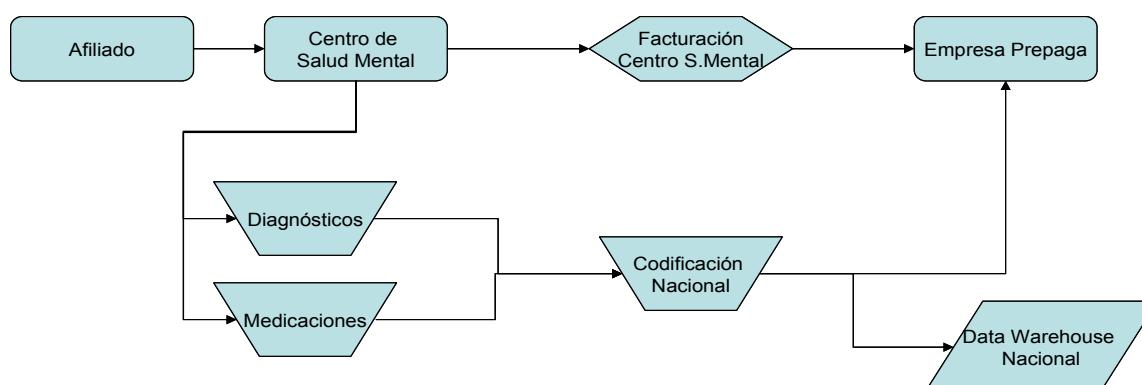 Afiliado
Centro de
Salud Mental
Facturación
Centro S.Mental
Empresa Prepaga
Diagnósticos
Medicaciones
Codificación
Nacional
Data Warehouse
Nacional